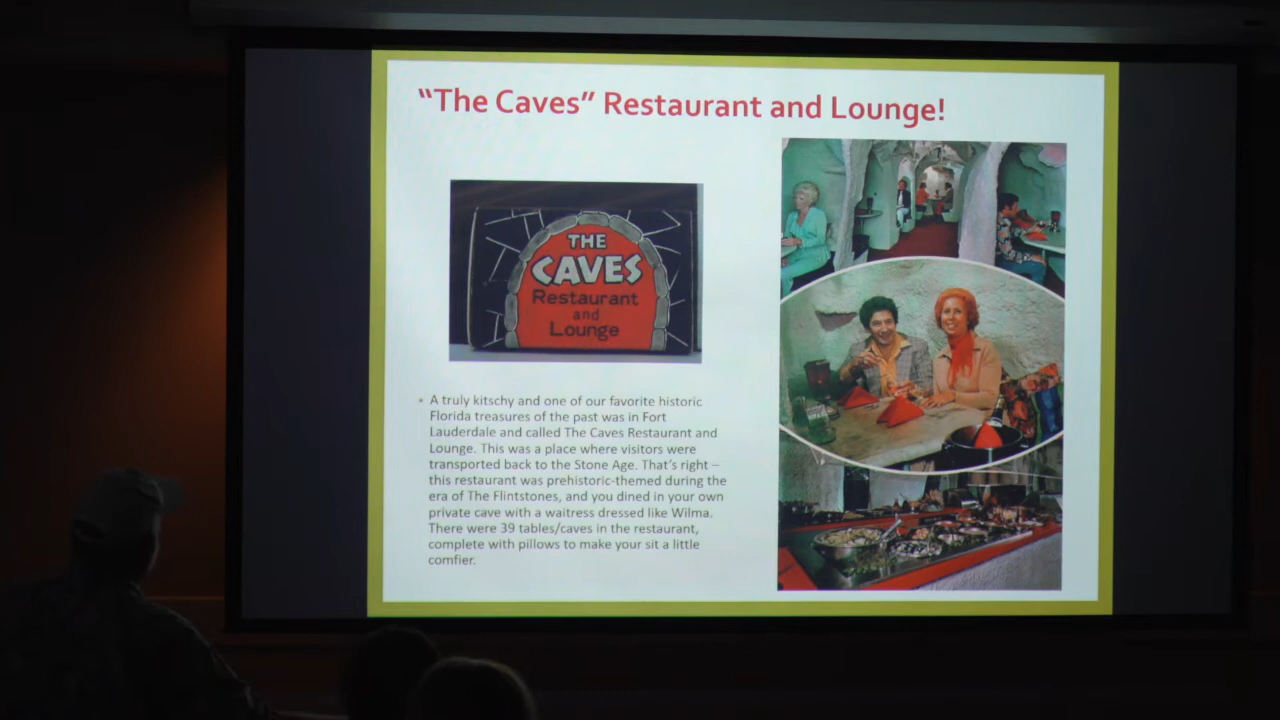 “The Caves” Restaurant and Lounge!
THE
CAVES
Restaurant
and
Lounge
• A truly kitschy and one of our favorite historic
Florida treasures of the past was in Fort
Lauderdale and called The Caves Restaurant and
Lounge. This was a place where visitors were
transported back to the Stone Age. That’s right –
this restaurant was prehistoric-themed during the
era of The Flintstones, and you dined in your own
private cave with a waitress dressed like Wilma.
There were 39 tables/caves in the restaurant,
complete with pillows to make your sit a little
comfier.